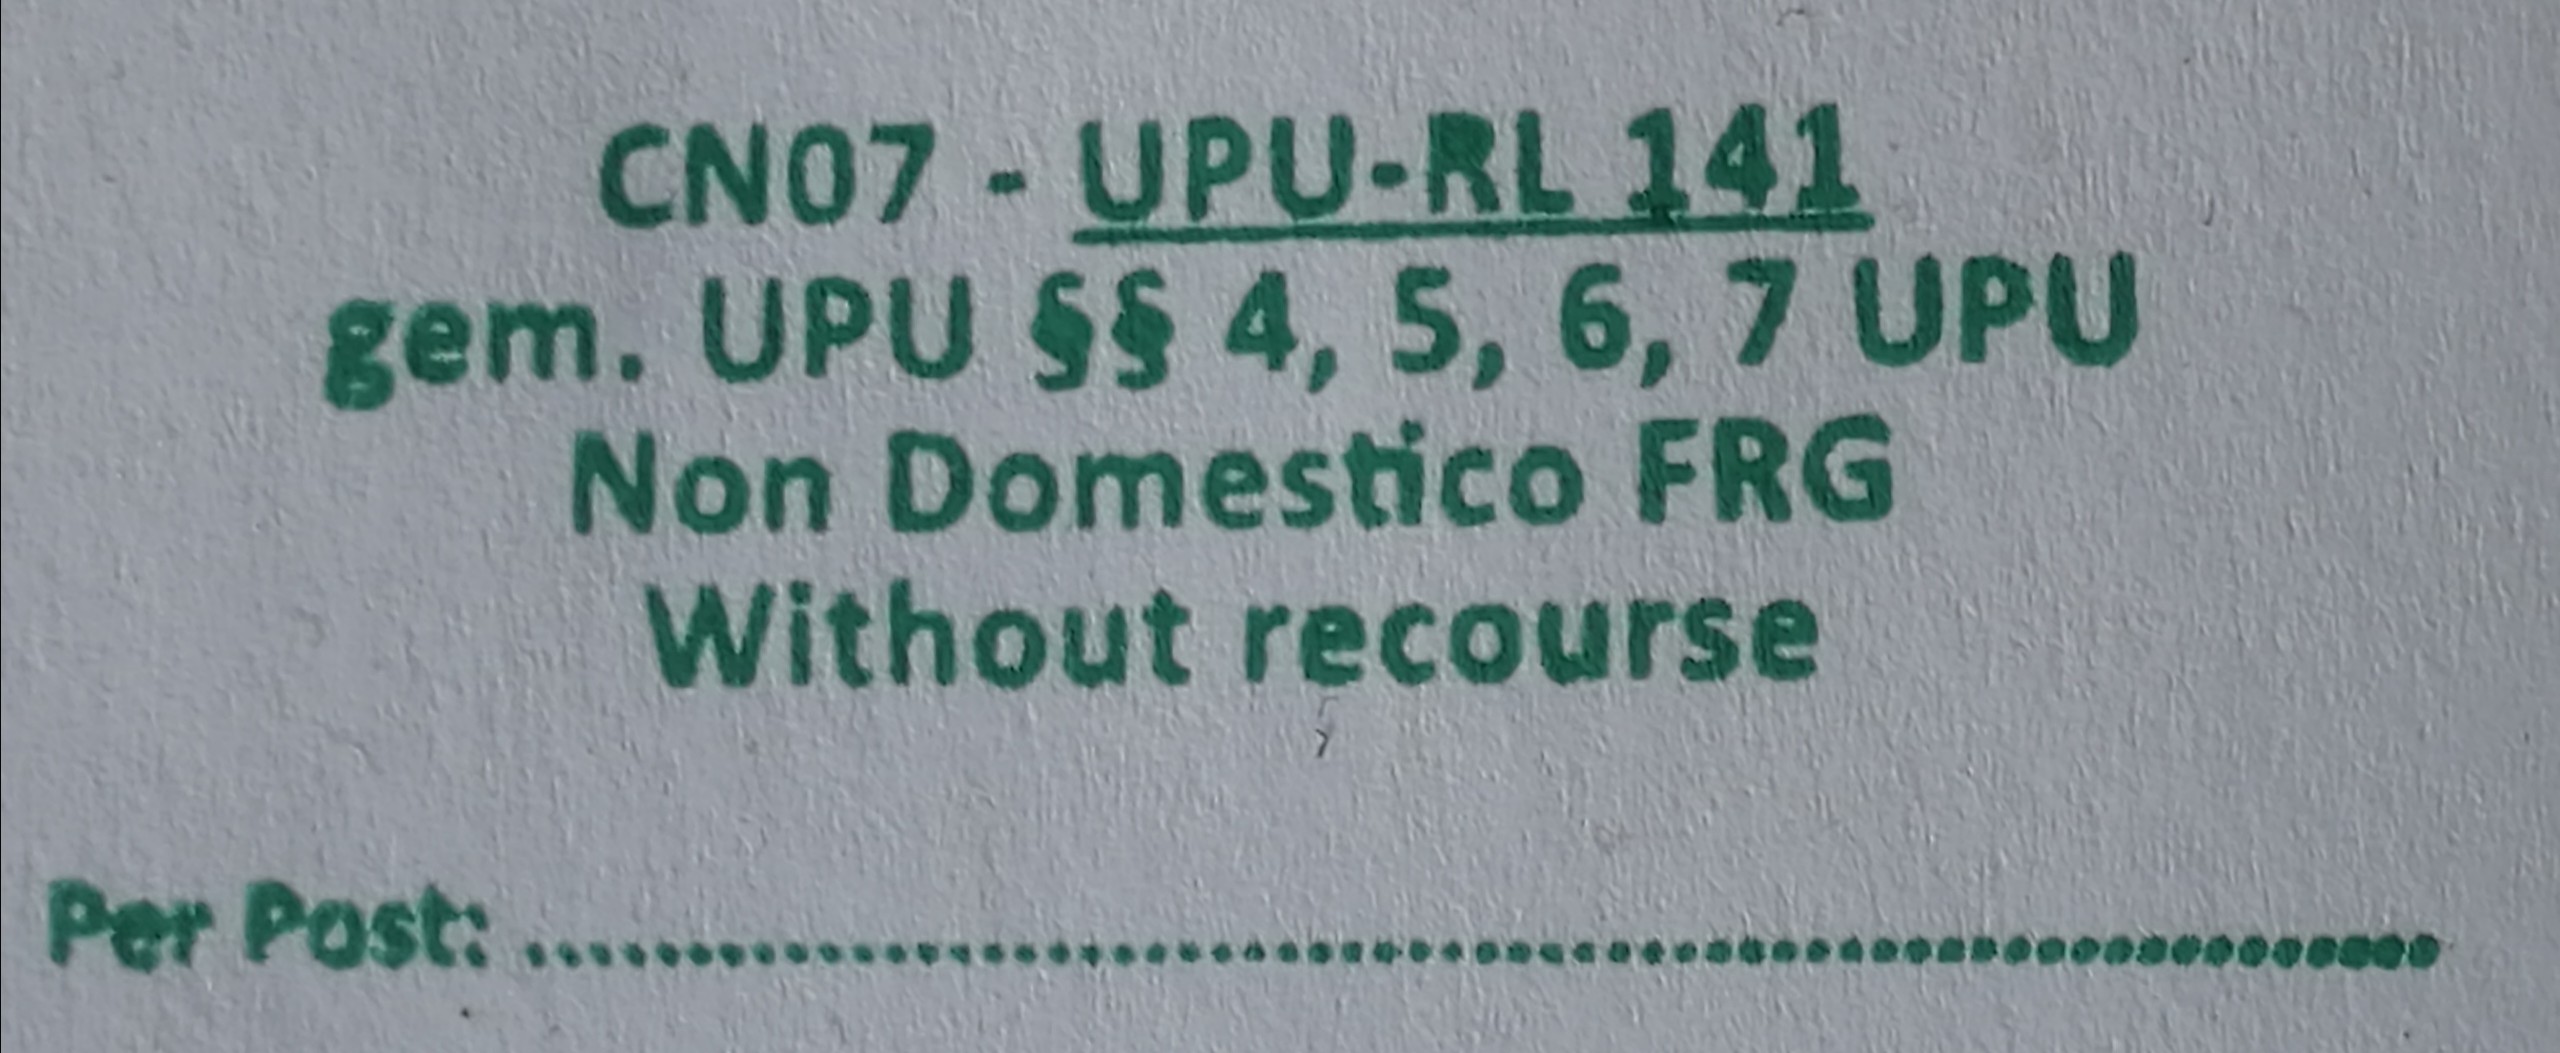 CN07 - UPU-RL 141
gem. UPU §§ 4, 5, 6, 7 UPU
Non Domestico FRG
Without recourse
Per Post: ..........................................................................